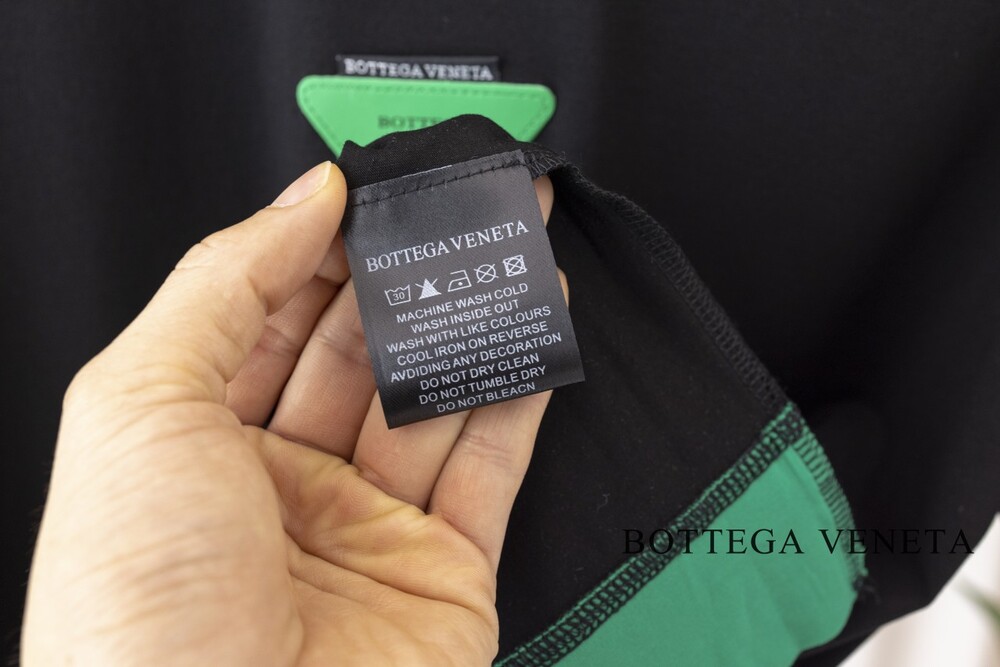 BOTTEGA VENETA
BOTTE
BOTTEGA VENETA
30
MACHINE WASH COLD
WASH INSIDE OUT
WASH WITH LIKE COLOURS
COOL IRON ON REVERSE
AVDIDING ANY DECORATION
DO NOT DRY CLEAN
DO NOT TUMBLE DRY
DO NOT BLEACN
BOTTEGA VENETA